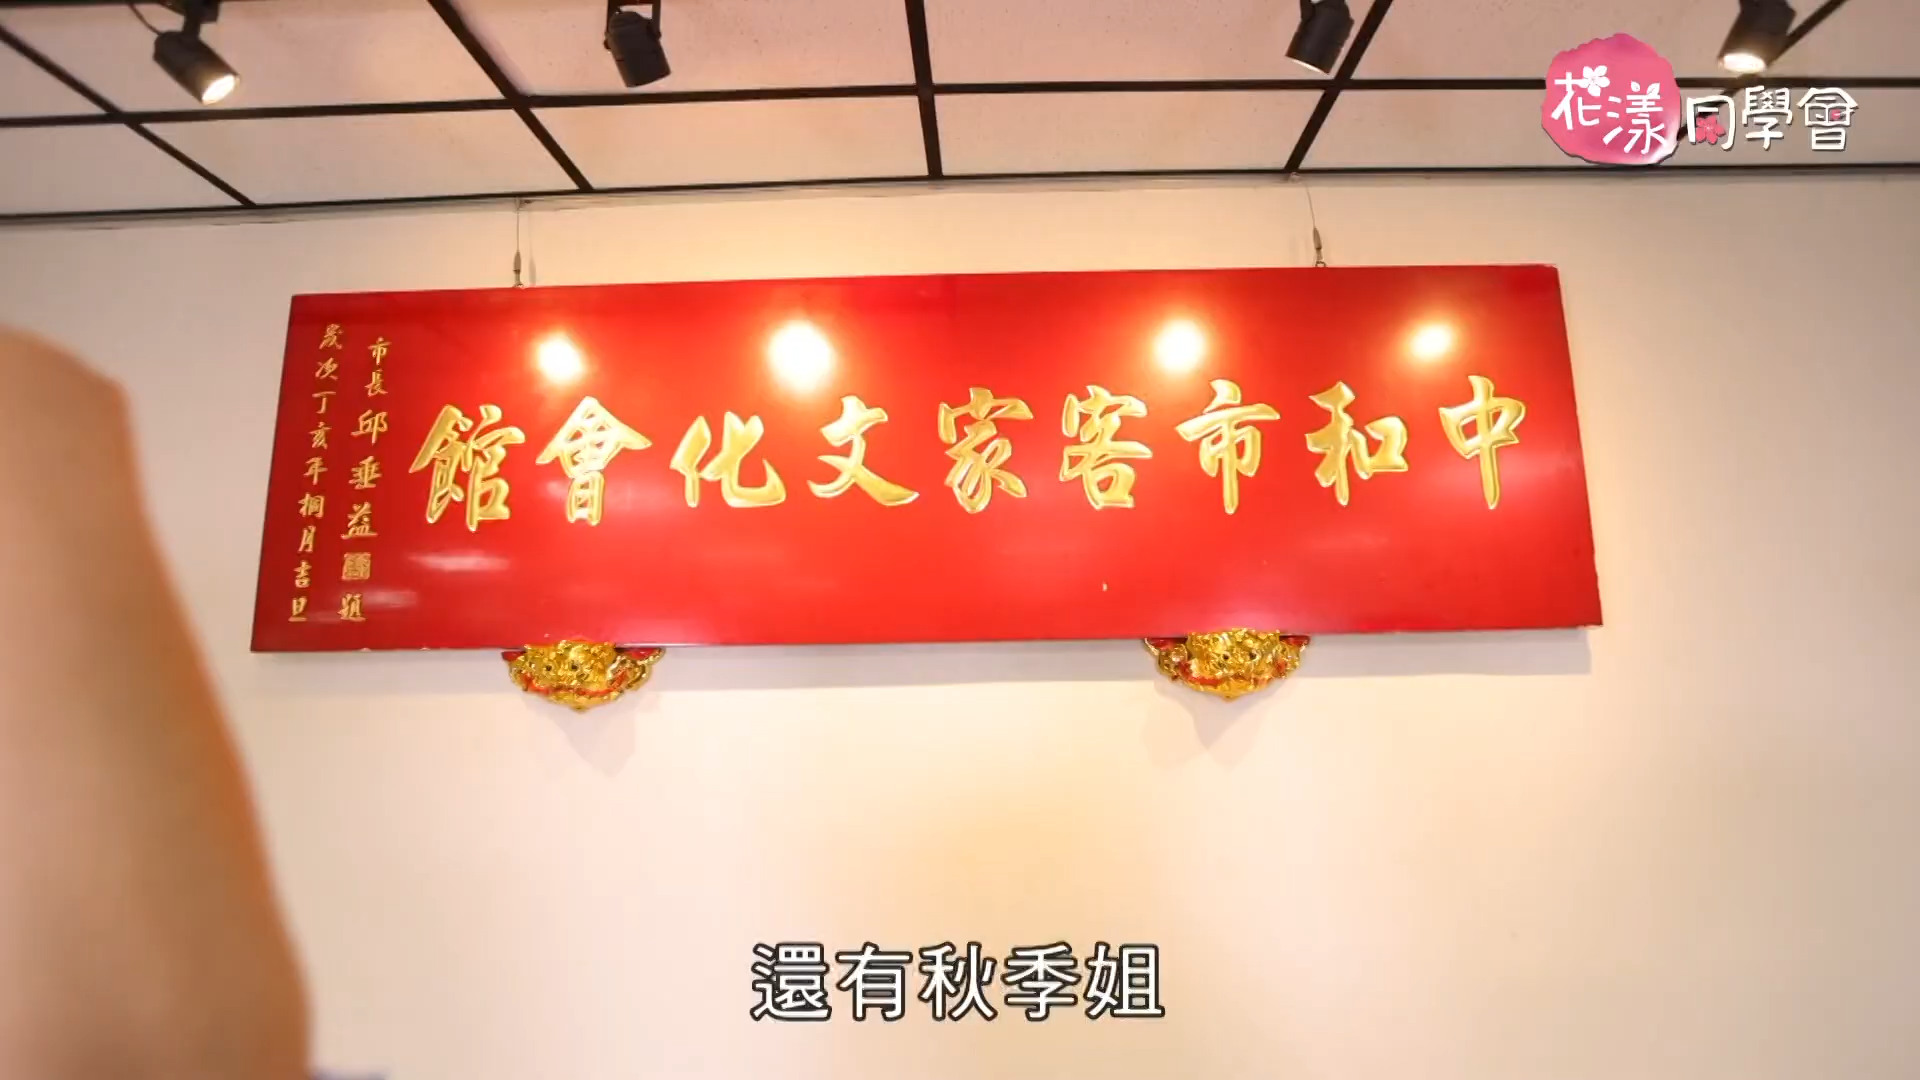 花漾同學會
中和市客家文化會館
市長邱垂益題
歲次丁亥年桐月吉旦
還有秋季姐